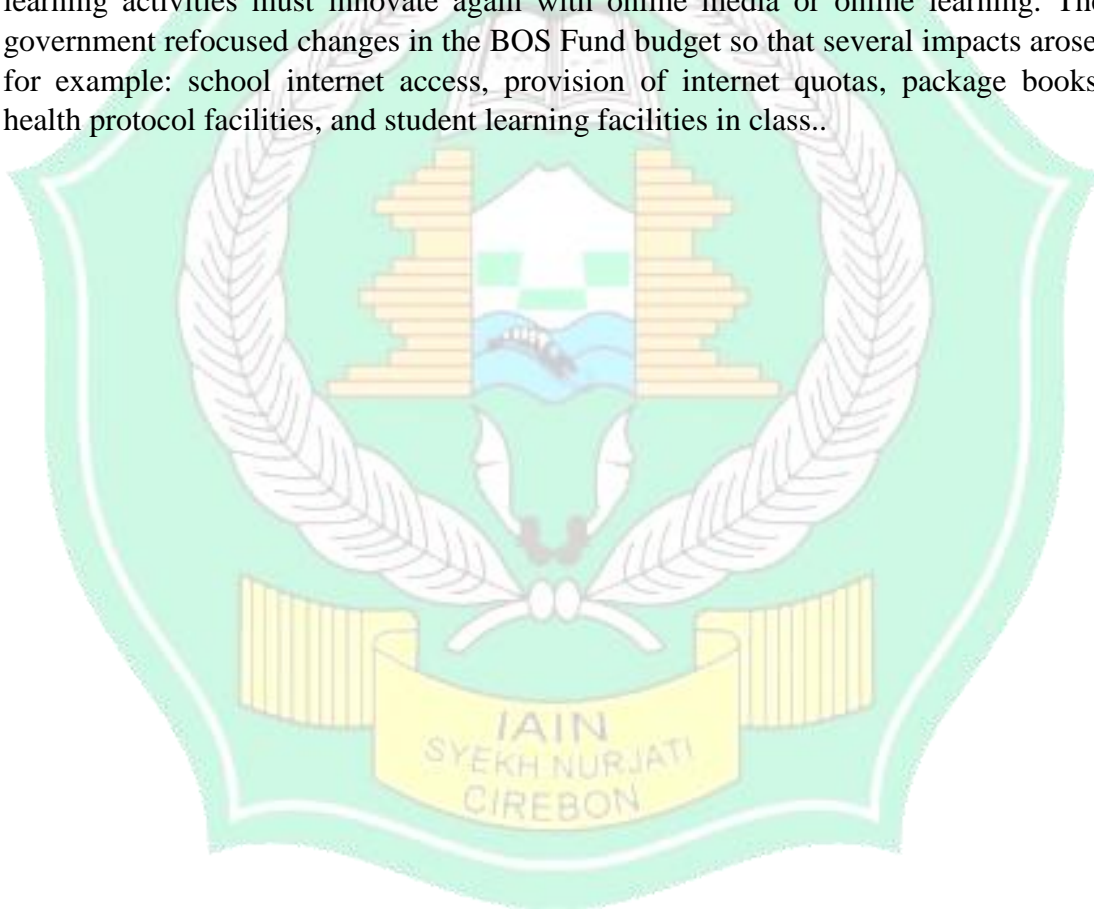 learning activities must innovate again with online media or online learning. The
government refocused changes in the BOS Fund budget so that several impacts arose
for example: school internet access, provision of internet quotas, package books
health protocol facilities, and student learning facilities in class..
IAIN
SYEKH NURJATI
CIREBON